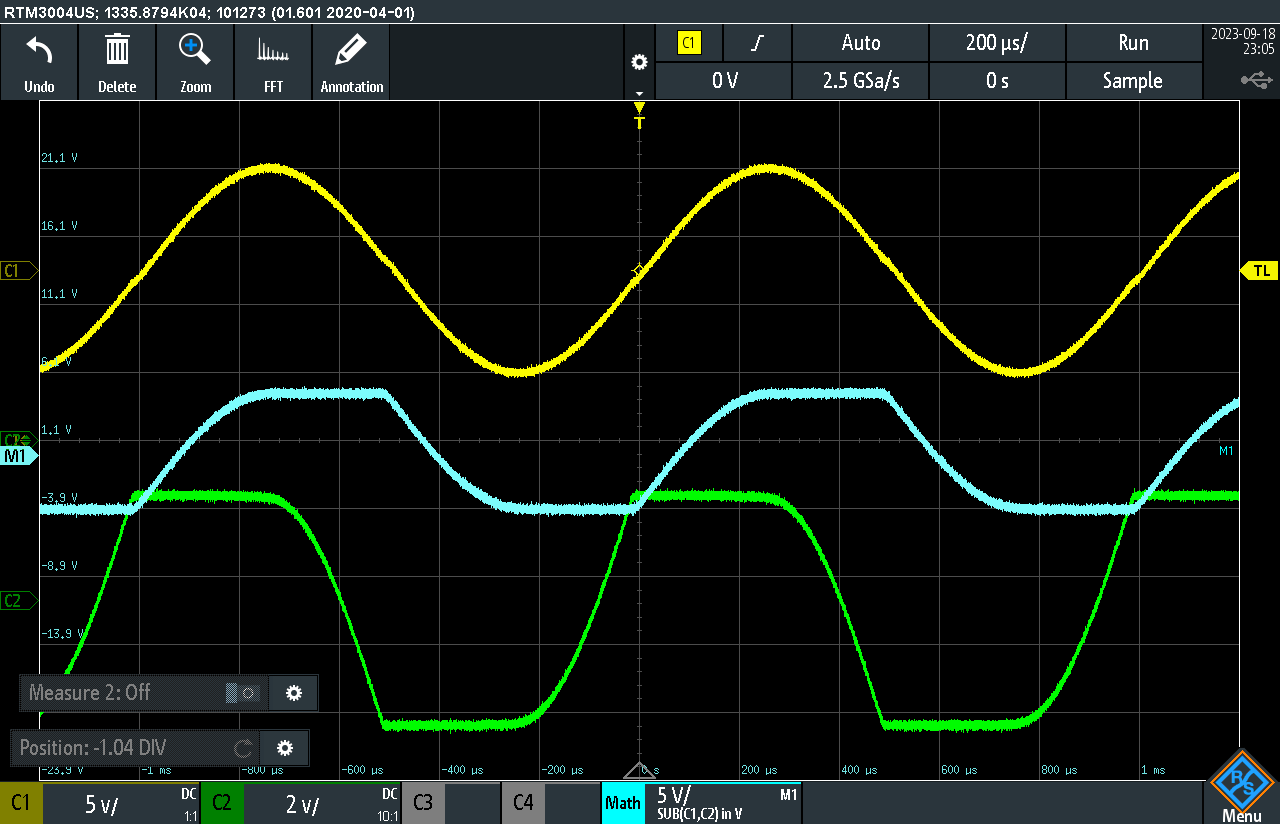 RTM3004US; 1335.8794K04; 101273 (01.601 2020-04-01)
Undo
Delete
Zoom
FFT
Annotation
C1
Auto
200 µs/
Run
2023-09-18
23:05
0 V
2.5 GSa/s
0 s
Sample
T
21,1 V
16,1 V
C1
TL
11,1 V
1,1 V
M1
M1
-3,9 V
-8,9 V
C2
-13,9 V
Measure 2: Off
Position: -1.04 DIV
-23,9 V
-1 ms
-800 µs
-600 µs
-400 µs
-200 µs
0 s
200 µs
400 µs
600 µs
800 µs
1 ms
C1
5 V/
DC
1:1
C2
2 V/
DC
10:1
C3
C4
Math
5 V/
M1
SUB(C1,C2) in V
R&S
Menu